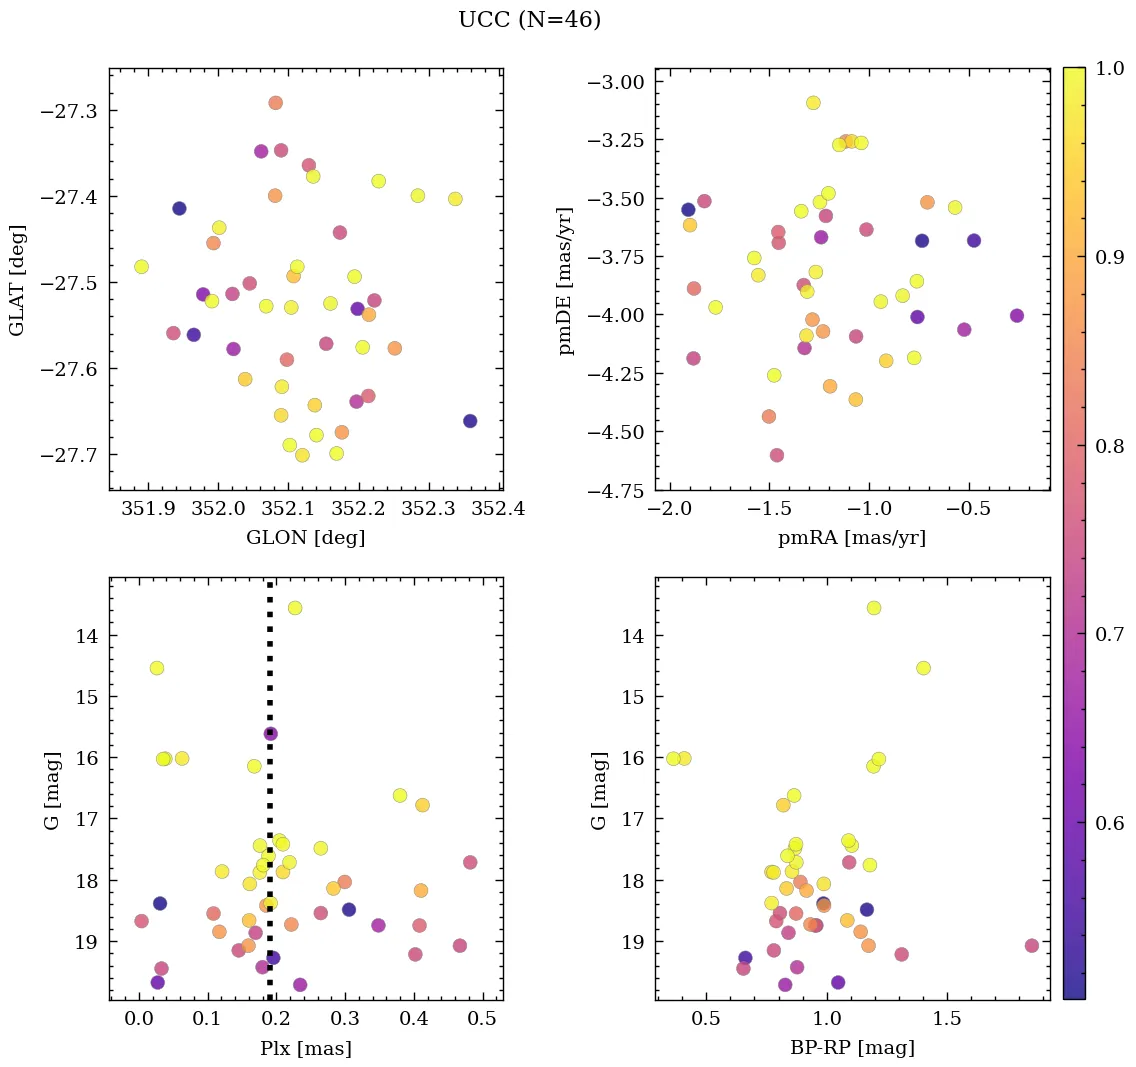 UCC (N=46)
−27.3
−27.4
−27.5
−27.6
−27.7
GLAT [deg]
351.9 352.0 352.1 352.2 352.3 352.4
GLON [deg]
−3.00
−3.25
−3.50
−3.75
−4.00
−4.25
−4.50
−4.75
pmDE [mas/yr]
−2.0 −1.5 −1.0 −0.5
pmRA [mas/yr]
14
15
16
17
18
19
G [mag]
0.0 0.1 0.2 0.3 0.4 0.5
Plx [mas]
14
15
16
17
18
19
G [mag]
0.5 1.0 1.5
BP-RP [mag]
1.0
0.9
0.8
0.7
0.6